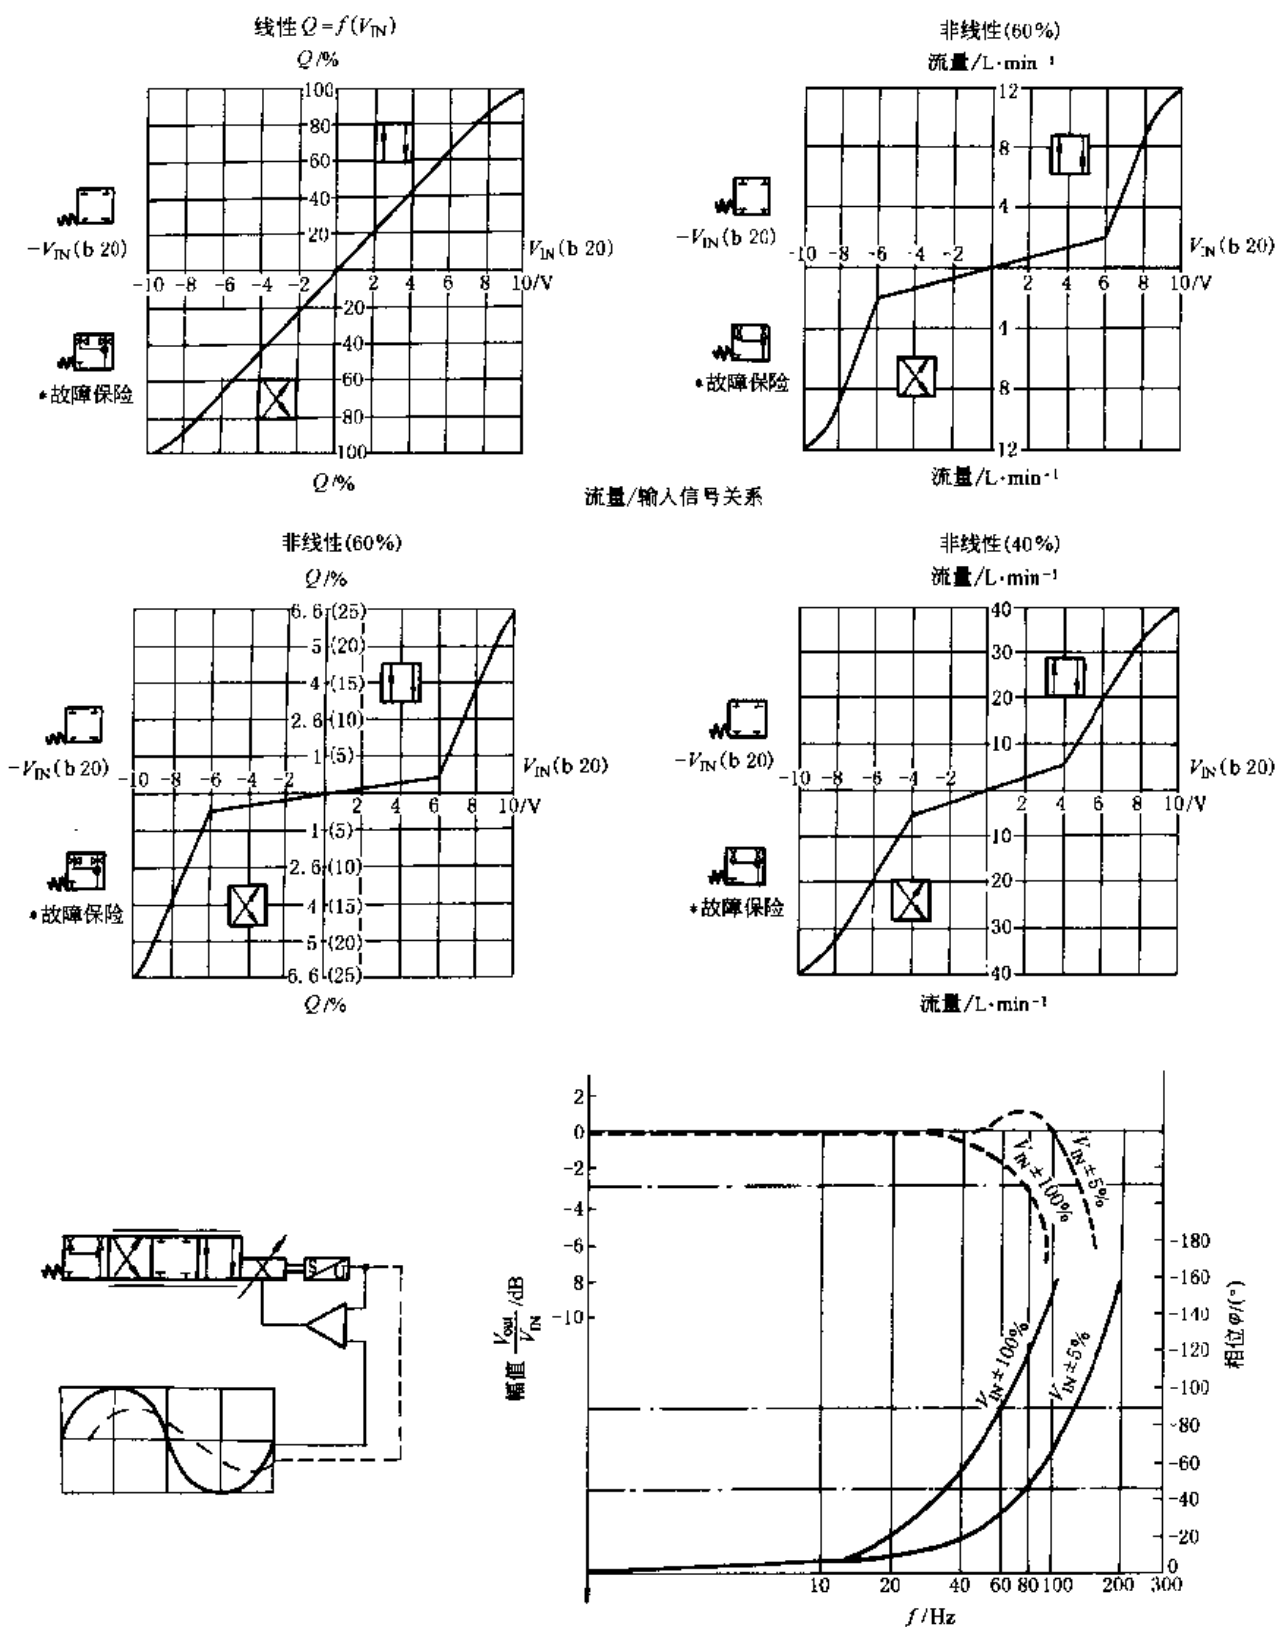 线性 Q=f(V_IN)
Q/%
100
80
60
40
20
-V_IN(b 20)
V_IN(b 20)
-10 -8 -6 -4 -2 2 4 6 8 10/V
20
40
60
80
100
*故障保险
Q/%
非线性(60%)
流量/L·min⁻¹
12
8
4
-V_IN(b 20)
-10 -8 -6 -4 -2
V_IN(b 20)
2 4 6 8 10/V
4
8
12
*故障保险
流量/L·min⁻¹
流量/输入信号关系
非线性(60%)
Q/%
6.6(25)
5(20)
4(15)
2.6(10)
1(5)
-V_IN(b 20)
-10 -8 -6 -4 -2
V_IN(b 20)
2 4 6 8 10/V
1(5)
2.6(10)
4(15)
5(20)
6.6(25)
*故障保险
Q/%
非线性(40%)
流量/L·min⁻¹
40
30
20
10
-V_IN(b 20)
-10 -8 -6 -4 -2
V_IN(b 20)
2 4 6 8 10/V
10
20
30
40
*故障保险
流量/L·min⁻¹
S U
幅值 V_OUT/V_IN /dB
2
0
-2
-4
-6
8
-10
V_IN±100%
V_IN±5%
V_IN±100%
V_IN±5%
-180
-160
-140
-120
-100
-80
-60
-40
-20
0
相位φ/(°)
10 20 40 60 80 100 200 300
f/Hz